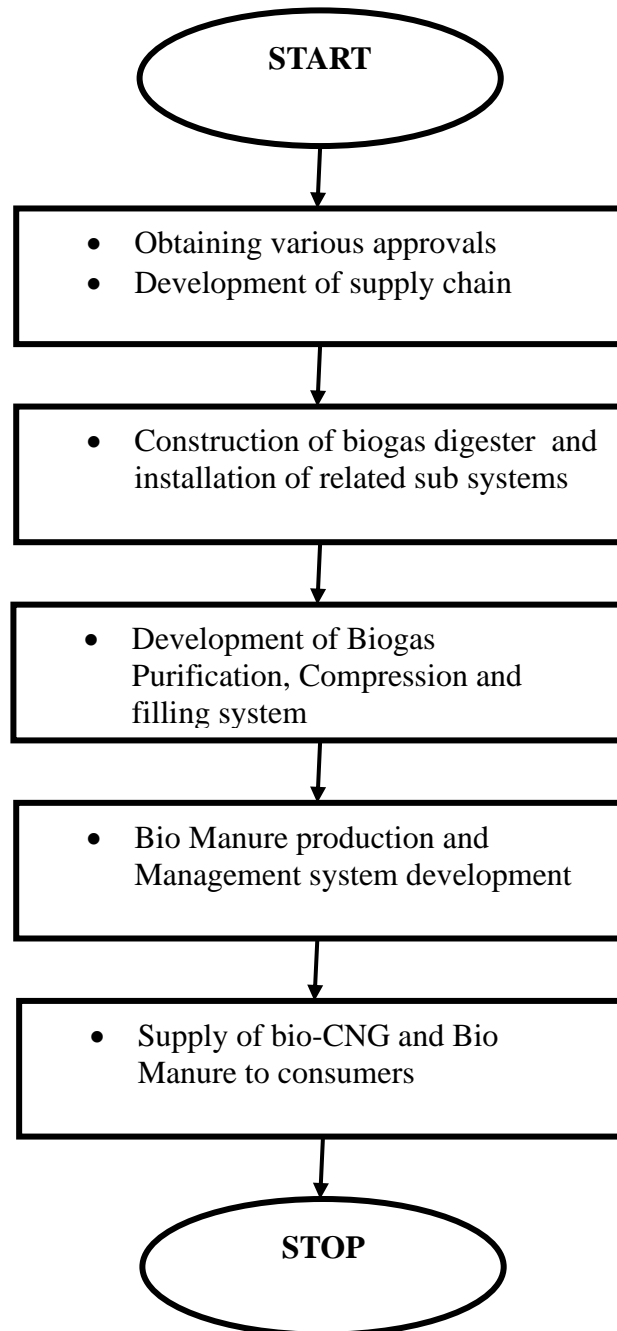 START
• Obtaining various approvals
• Development of supply chain
• Construction of biogas digester and
installation of related sub systems
• Development of Biogas
Purification, Compression and
filling system
• Bio Manure production and
Management system development
• Supply of bio-CNG and Bio
Manure to consumers
STOP